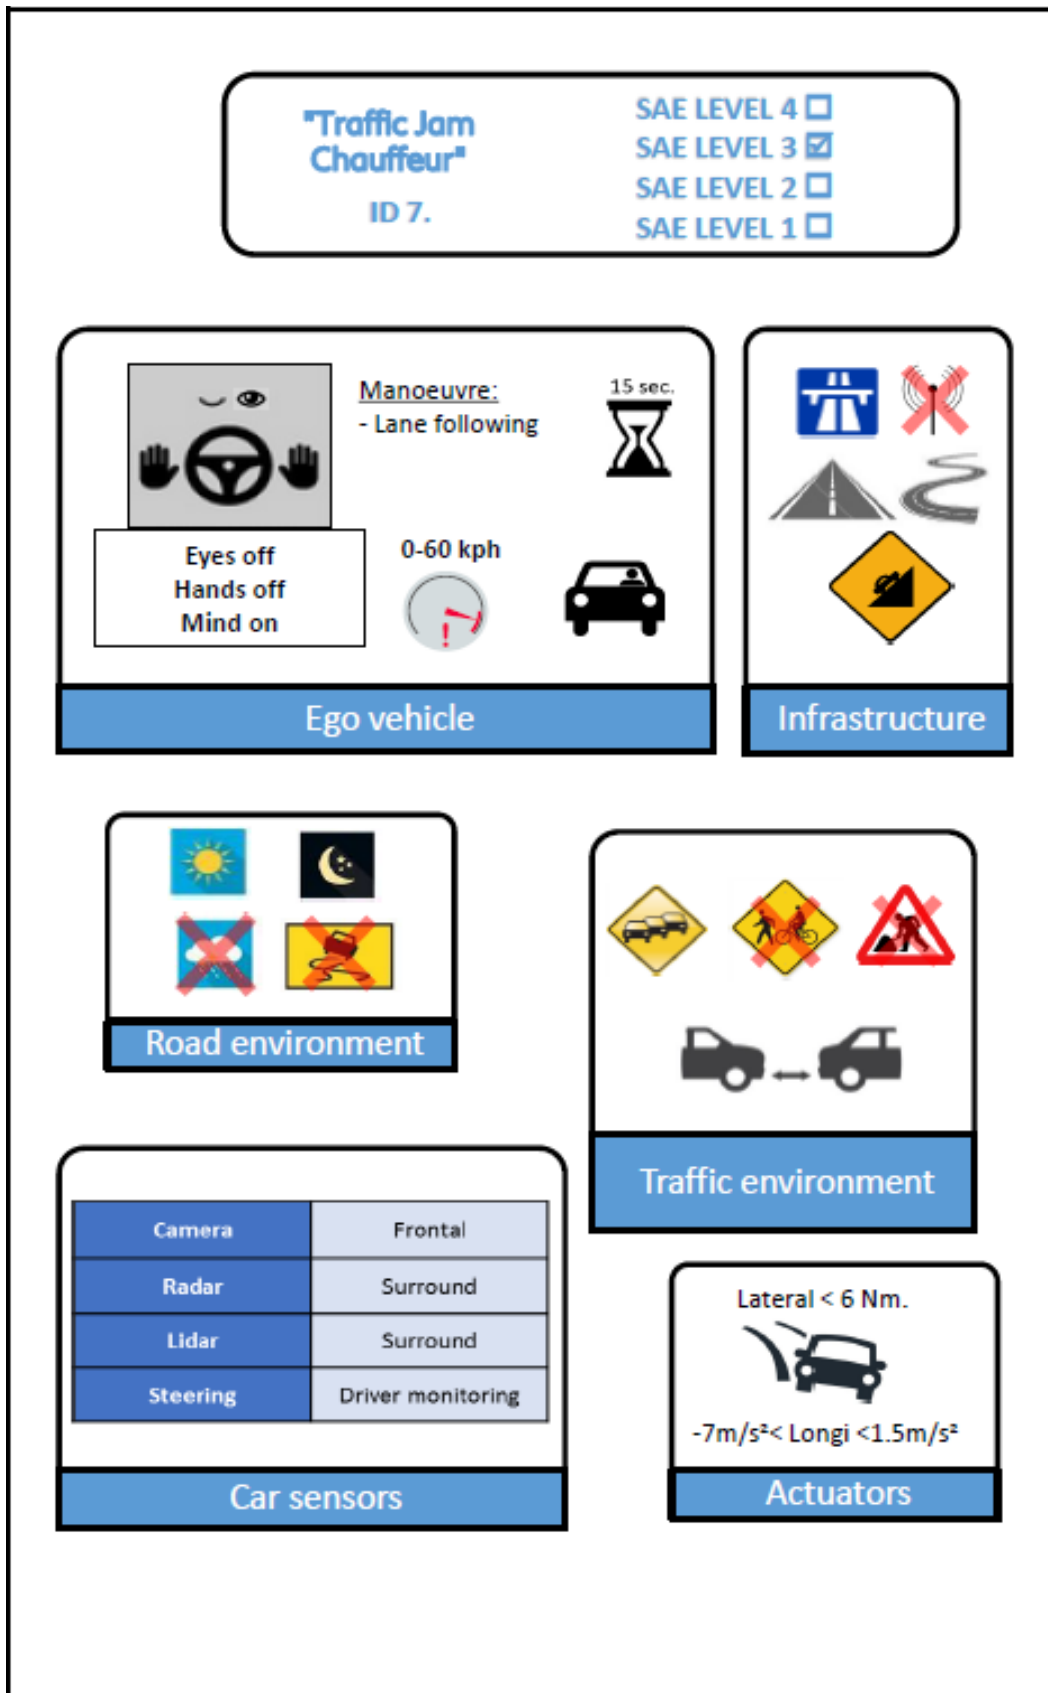 "Traffic Jam
Chauffeur"
ID 7.
SAE LEVEL 4 ☐
SAE LEVEL 3 ☑
SAE LEVEL 2 ☐
SAE LEVEL 1 ☐
Manoeuvre:
- Lane following
15 sec.
Eyes off
Hands off
Mind on
0-60 kph
!
Ego vehicle
Infrastructure
Road environment
Traffic environment
Camera Frontal
Radar Surround
Lidar Surround
Steering Driver monitoring
Car sensors
Lateral < 6 Nm.
-7m/s²< Longi <1.5m/s²
Actuators